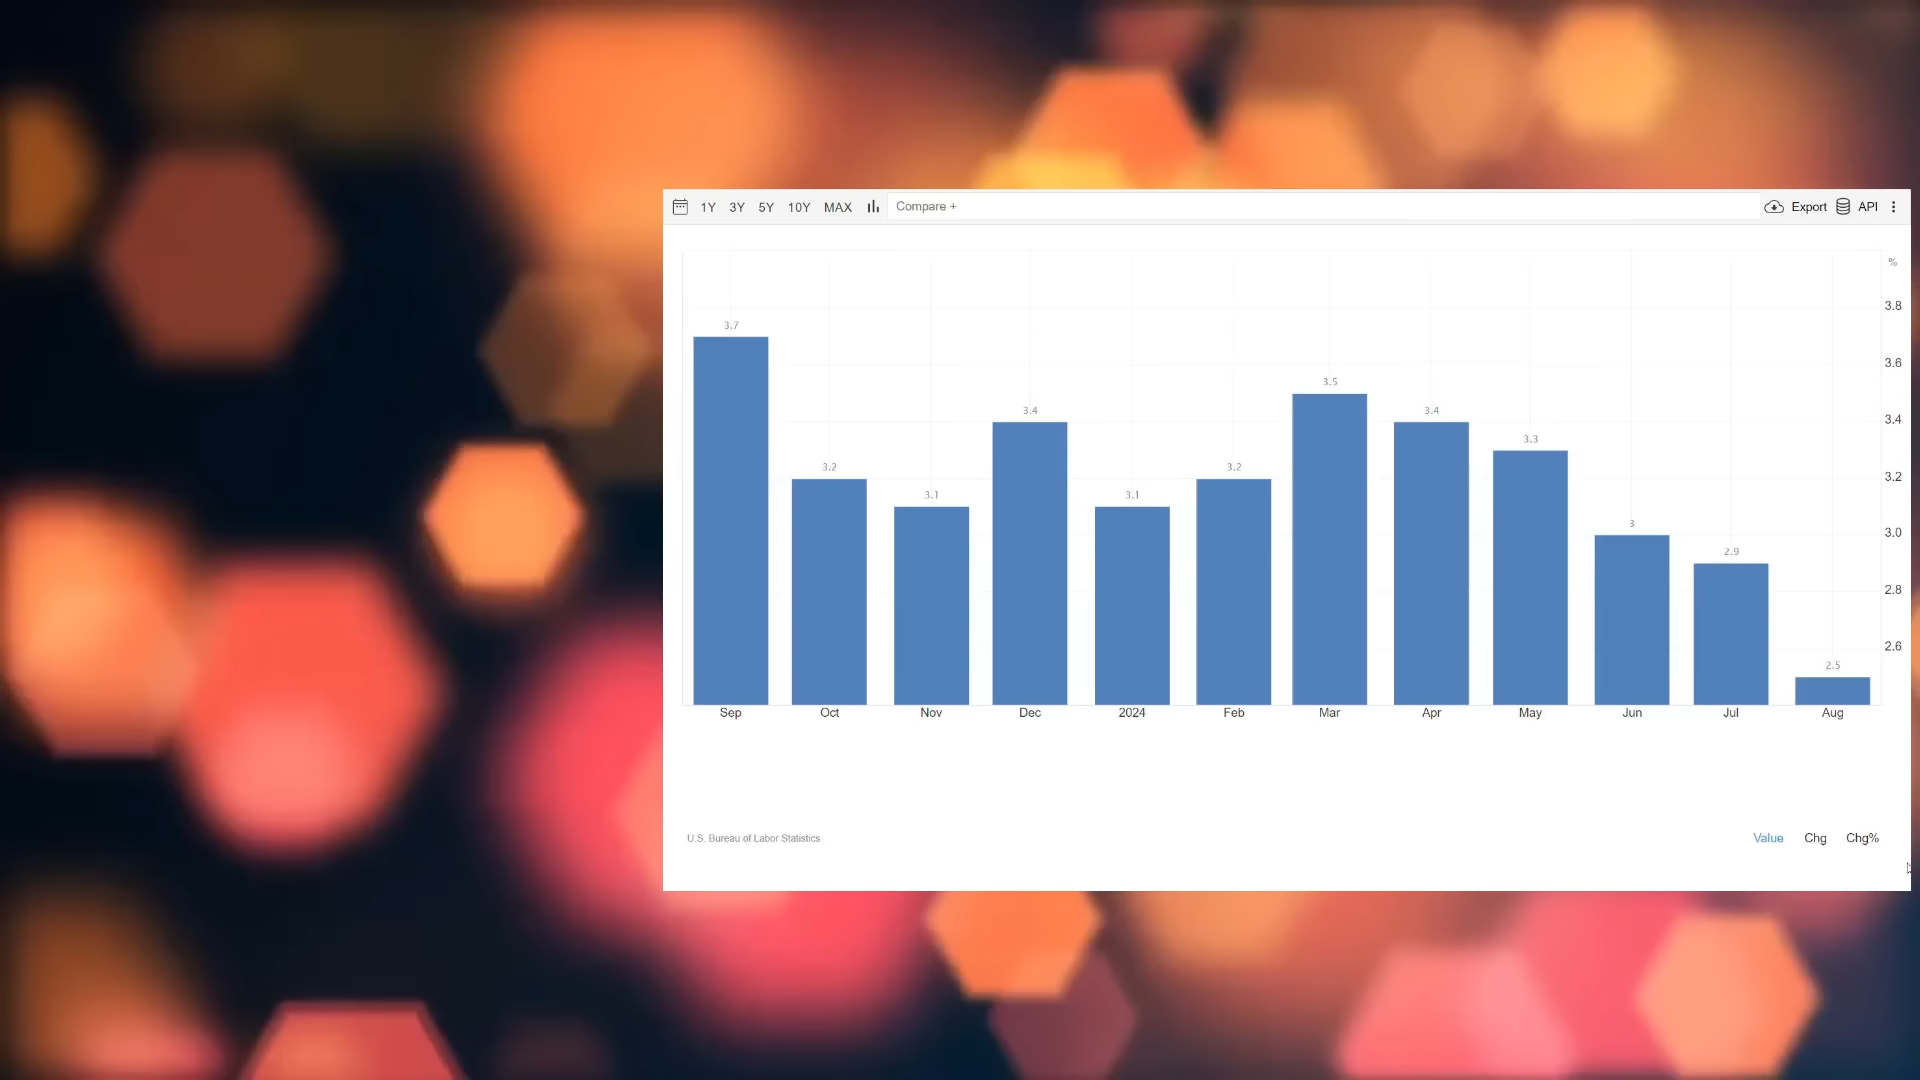 1Y 3Y 5Y 10Y MAX Compare + Export API
%
3.8
3.6
3.4
3.2
3.0
2.8
2.6
3.7 3.2 3.1 3.4 3.1 3.2 3.5 3.4 3.3 3 2.9 2.5
Sep Oct Nov Dec 2024 Feb Mar Apr May Jun Jul Aug
U.S. Bureau of Labor Statistics Value Chg Chg%